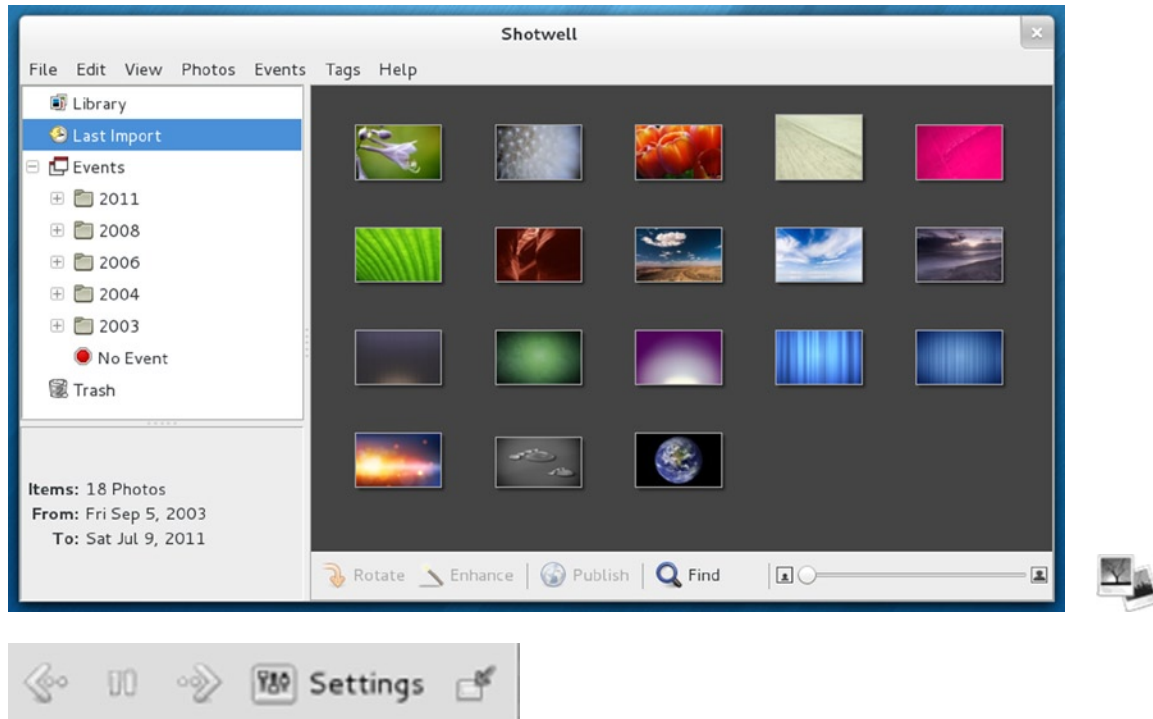 Shotwell
File Edit View Photos Events Tags Help
Library
Last Import
Events
2011
2008
2006
2004
2003
No Event
Trash
Items: 18 Photos
From: Fri Sep 5, 2003
To: Sat Jul 9, 2011
Rotate Enhance Publish Find
Settings